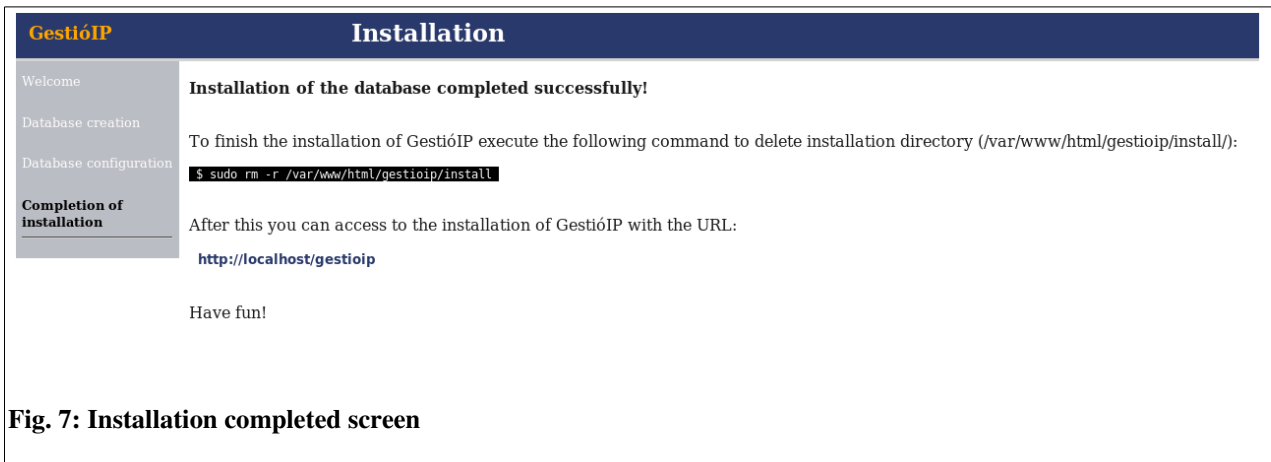 GestióIP
Installation
Welcome
Database creation
Database configuration
Completion of
installation
Installation of the database completed successfully!
To finish the installation of GestióIP execute the following command to delete installation directory (/var/www/html/gestioip/install/):
$ sudo rm -r /var/www/html/gestioip/install
After this you can access to the installation of GestióIP with the URL:
http://localhost/gestioip
Have fun!
Fig. 7: Installation completed screen